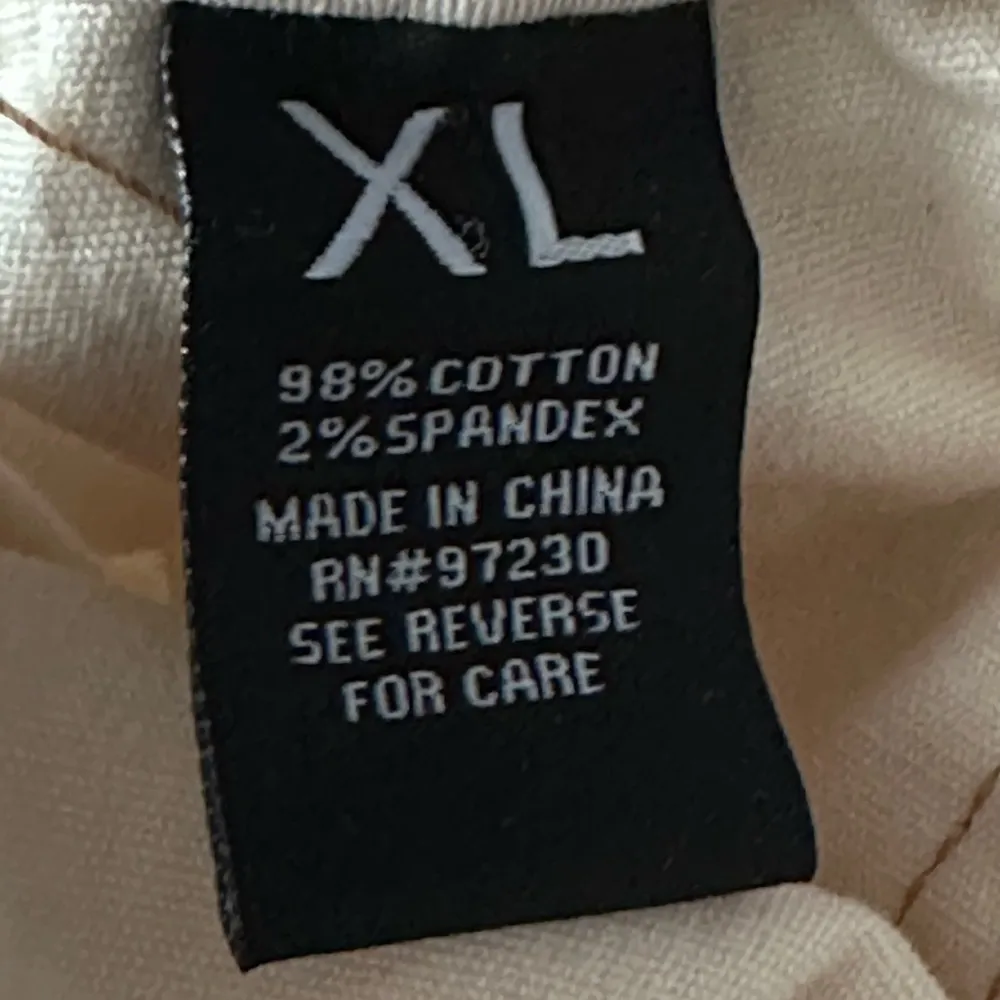 XL
98% COTTON
2% SPANDEX
MADE IN CHINA
RN#97230
SEE REVERSE
FOR CARE